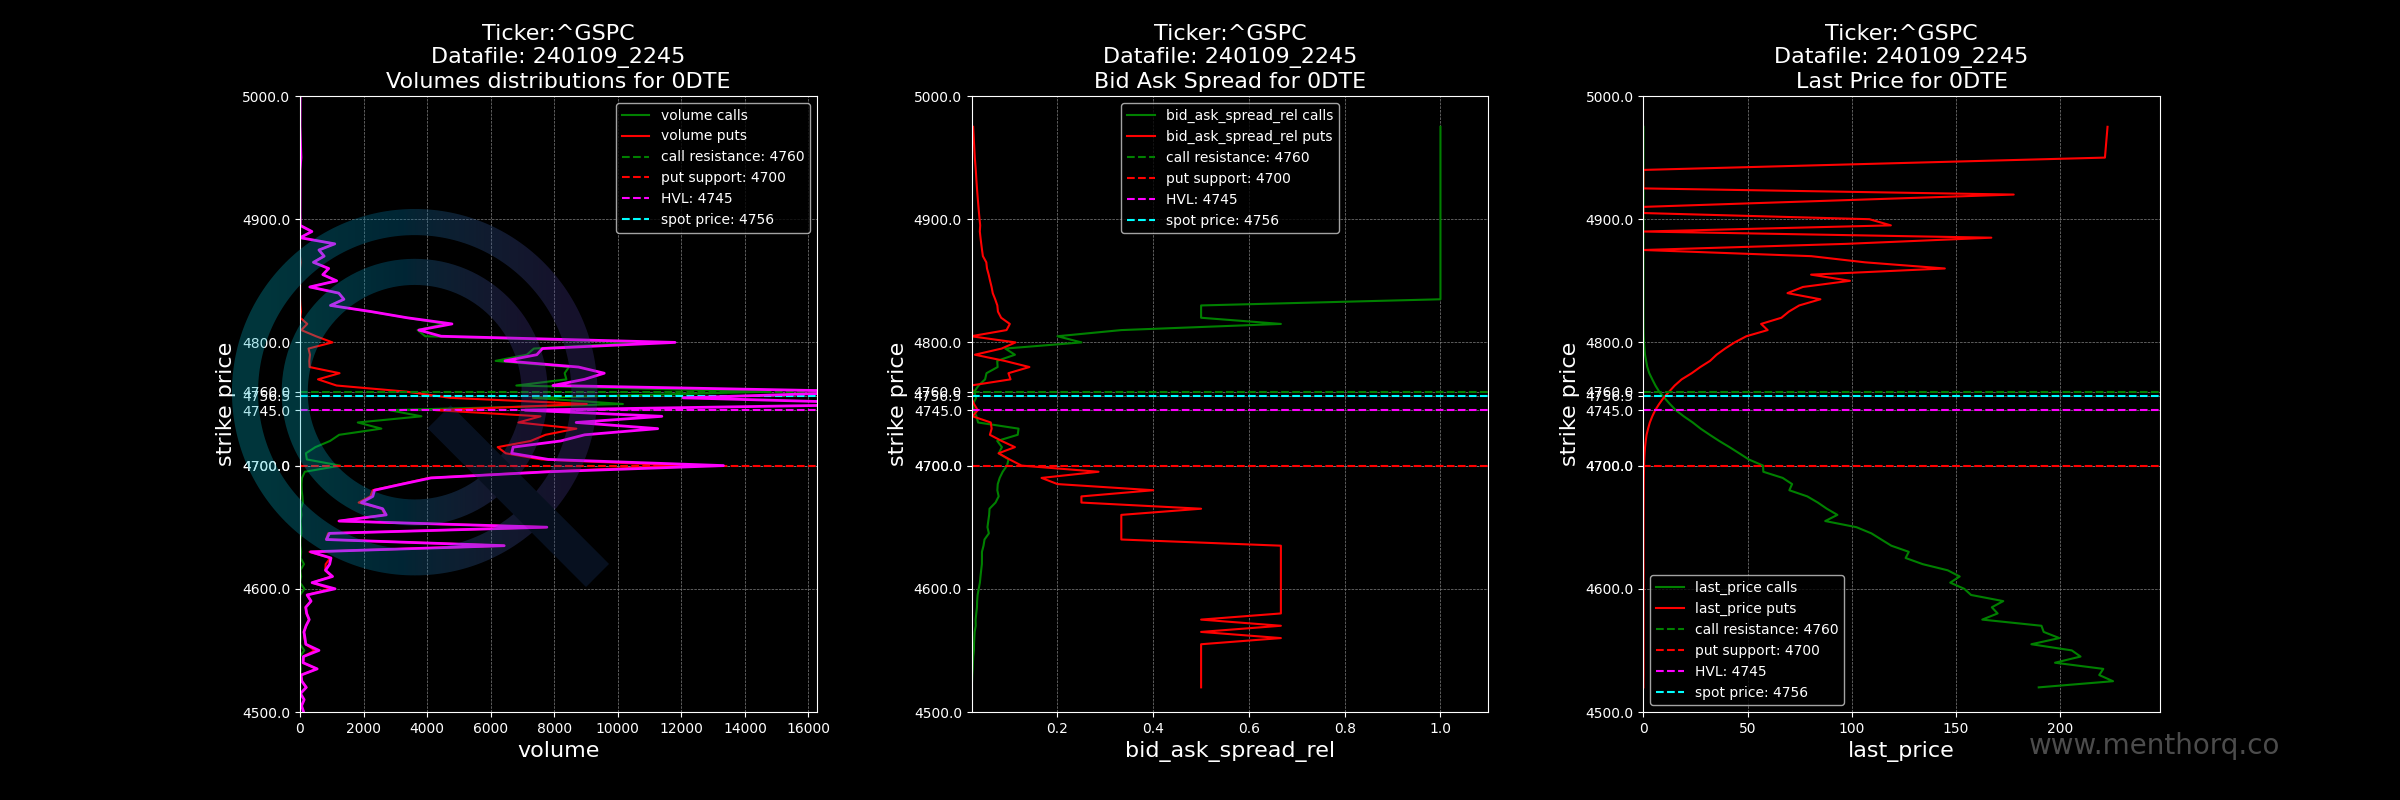 Ticker:^GSPC
Datafile: 240109_2245
Volumes distributions for 0DTE
5000.0
4900.0
4800.0
4760.0
4756.5
4745.0
4700.0
4600.0
4500.0
strike price
volume calls
volume puts
call resistance: 4760
put support: 4700
HVL: 4745
spot price: 4756
0 2000 4000 6000 8000 10000 12000 14000 16000
volume
Ticker:^GSPC
Datafile: 240109_2245
Bid Ask Spread for 0DTE
5000.0
4900.0
4800.0
4760.0
4756.5
4745.0
4700.0
4600.0
4500.0
strike price
bid_ask_spread_rel calls
bid_ask_spread_rel puts
call resistance: 4760
put support: 4700
HVL: 4745
spot price: 4756
0.2 0.4 0.6 0.8 1.0
bid_ask_spread_rel
Ticker:^GSPC
Datafile: 240109_2245
Last Price for 0DTE
5000.0
4900.0
4800.0
4760.0
4756.5
4745.0
4700.0
4600.0
4500.0
strike price
last_price calls
last_price puts
call resistance: 4760
put support: 4700
HVL: 4745
spot price: 4756
0 50 100 150 200
last_price
www.menthorq.co